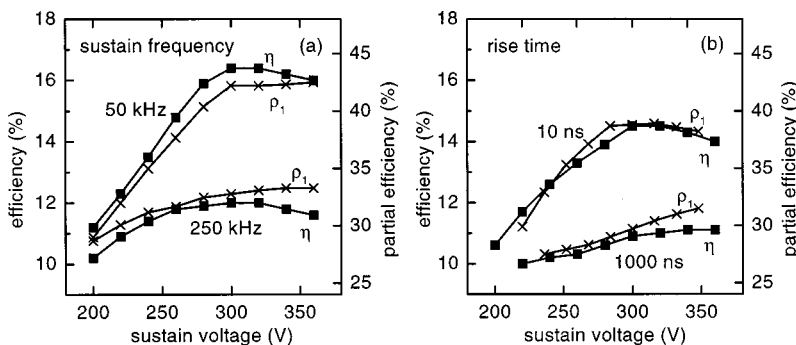 sustain frequency (a)
η
50 kHz
ρ1
ρ1
250 kHz
η
efficiency (%)
16
14
12
10
45
40
35
30
25
partial efficiency (%)
200 250 300 350
sustain voltage (V)
rise time (b)
10 ns
ρ1
η
ρ1
η
1000 ns
efficiency (%)
16
14
12
10
45
40
35
30
25
partial efficiency (%)
200 250 300 350
sustain voltage (V)